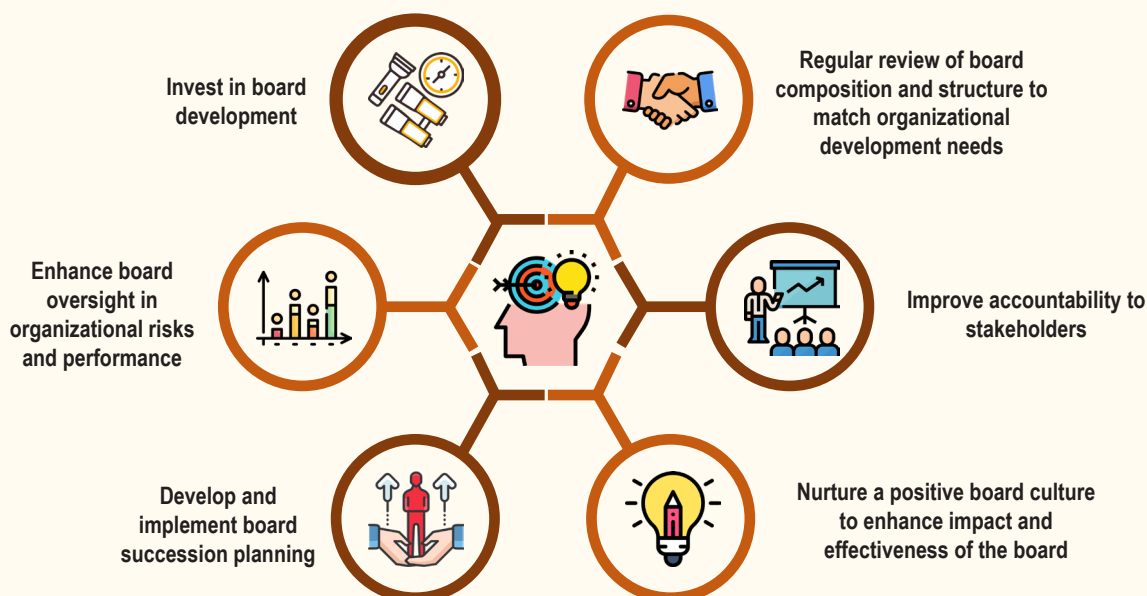 Invest in board
development
Regular review of board
composition and structure to
match organizational
development needs
Enhance board
oversight in
organizational risks
and performance
Improve accountability to
stakeholders
Develop and
implement board
succession planning
Nurture a positive board culture
to enhance impact and
effectiveness of the board